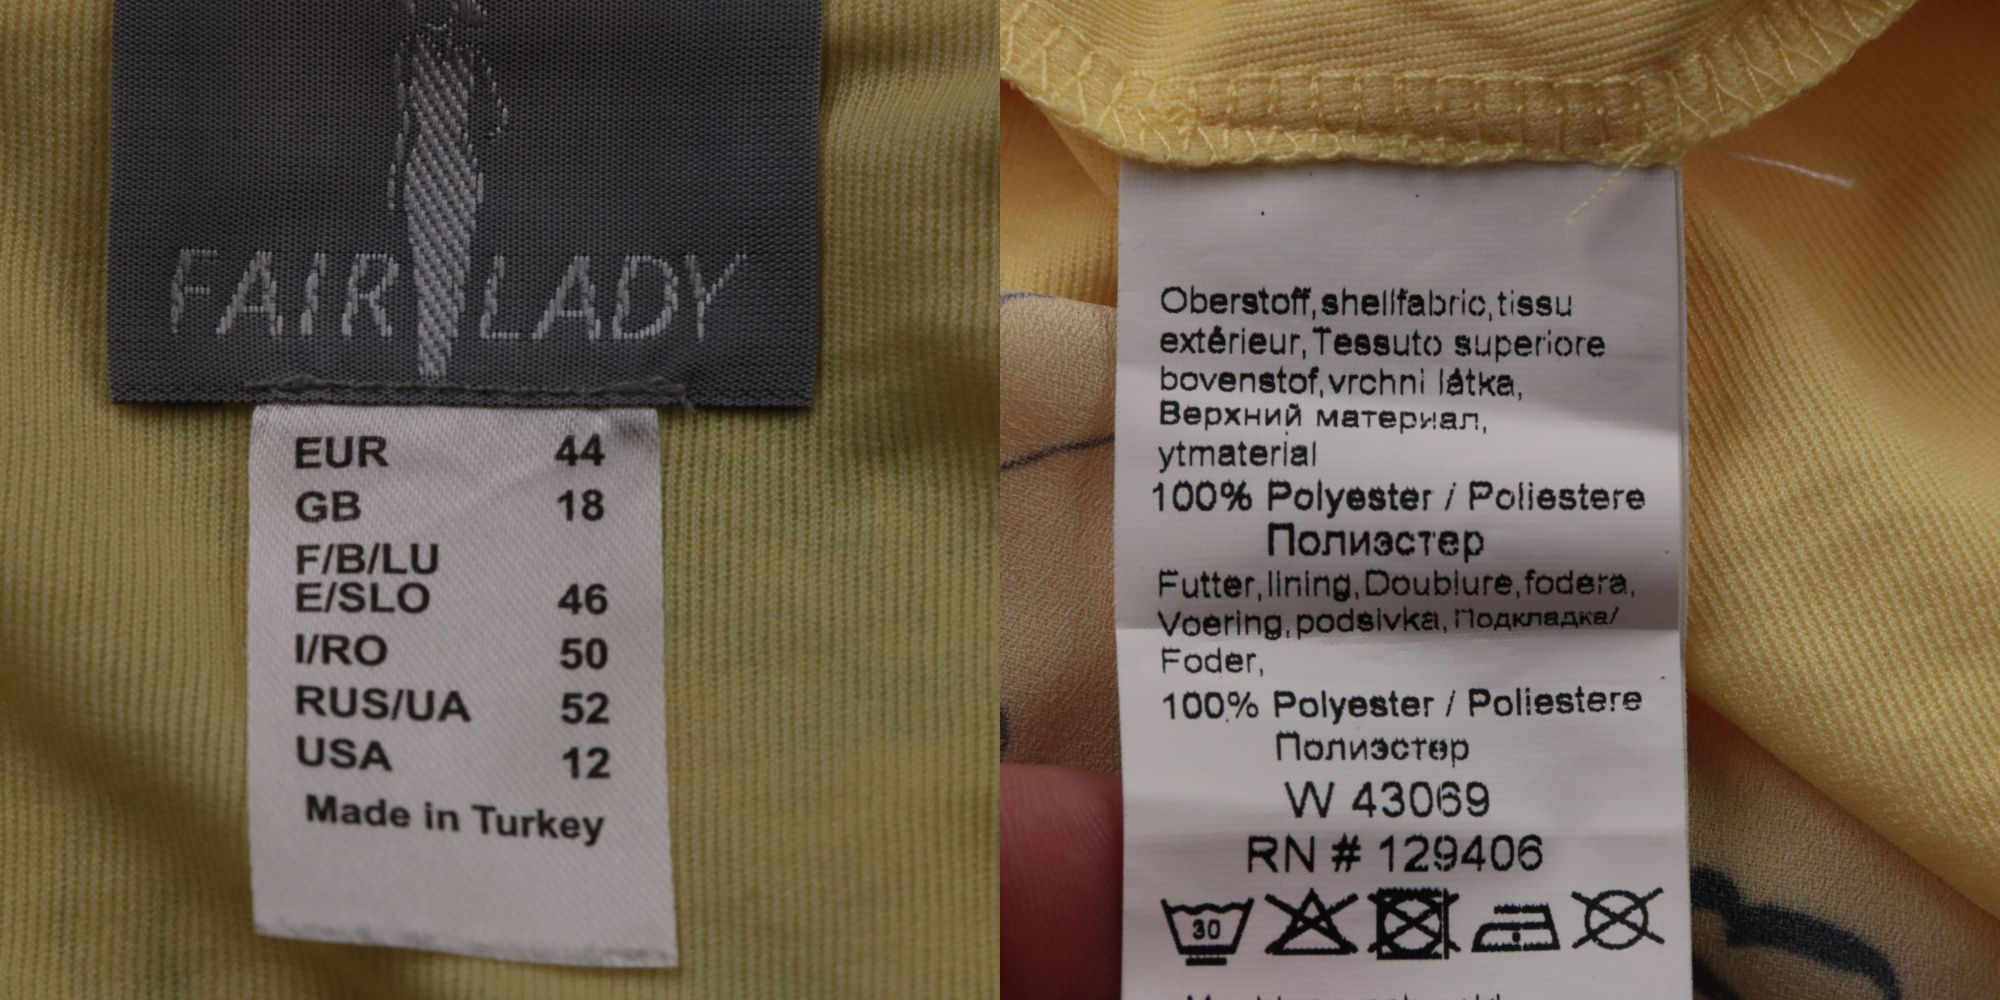 FAIR LADY
EUR 44
GB 18
F/B/LU
E/SLO 46
I/RO 50
RUS/UA 52
USA 12
Made in Turkey
Oberstoff,shellfabric,tissu
extérieur,Tessuto superiore
bovenstof,vrchni látka,
Верхний материал,
ytmaterial
100% Polyester / Poliestere
Полиэстер
Futter,lining,Doublure,fodera,
Voering,podsivka,Подкладка/
Foder,
100% Polyester / Poliestere
Полиэстер
W 43069
RN # 129406
30